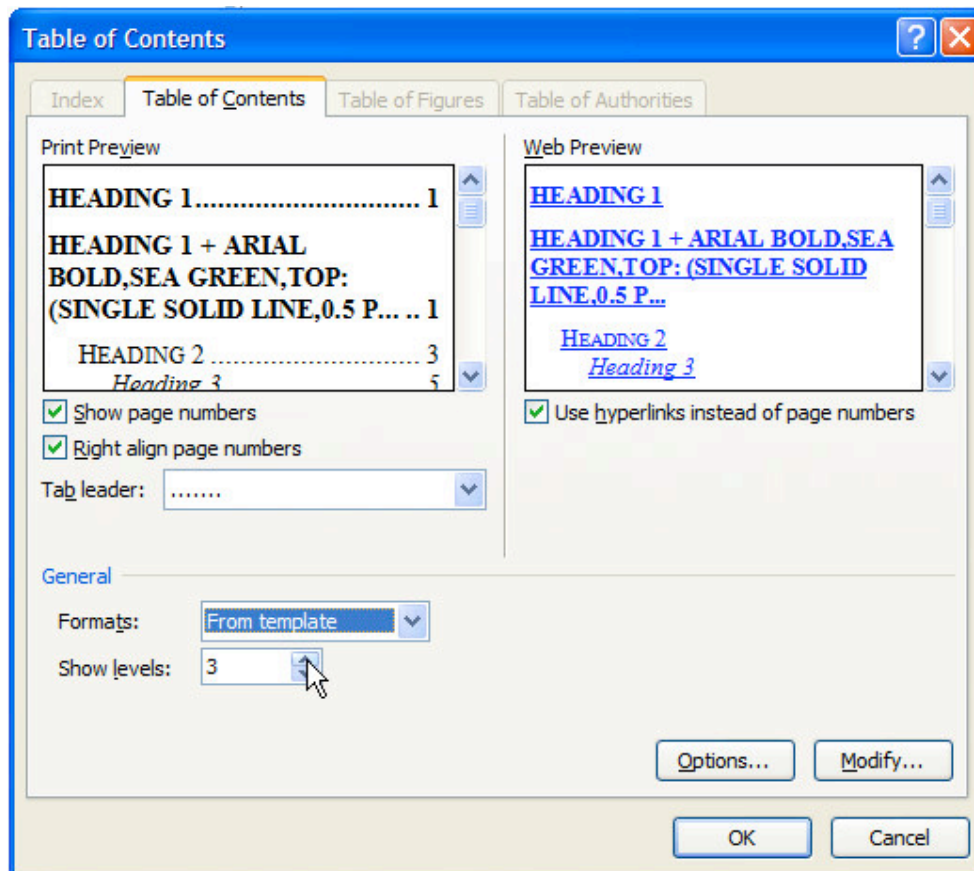 Table of Contents
Index
Table of Contents
Table of Figures
Table of Authorities
Print Preview
HEADING 1.............................. 1
HEADING 1 + ARIAL
BOLD,SEA GREEN,TOP:
(SINGLE SOLID LINE,0.5 P... .. 1
HEADING 2 ............................ 3
Heading 3 5
Show page numbers
Right align page numbers
Tab leader: .......
Web Preview
HEADING 1
HEADING 1 + ARIAL BOLD,SEA
GREEN,TOP: (SINGLE SOLID
LINE,0.5 P...
HEADING 2
Heading 3
Use hyperlinks instead of page numbers
General
Formats: From template
Show levels: 3
Options...
Modify...
OK
Cancel